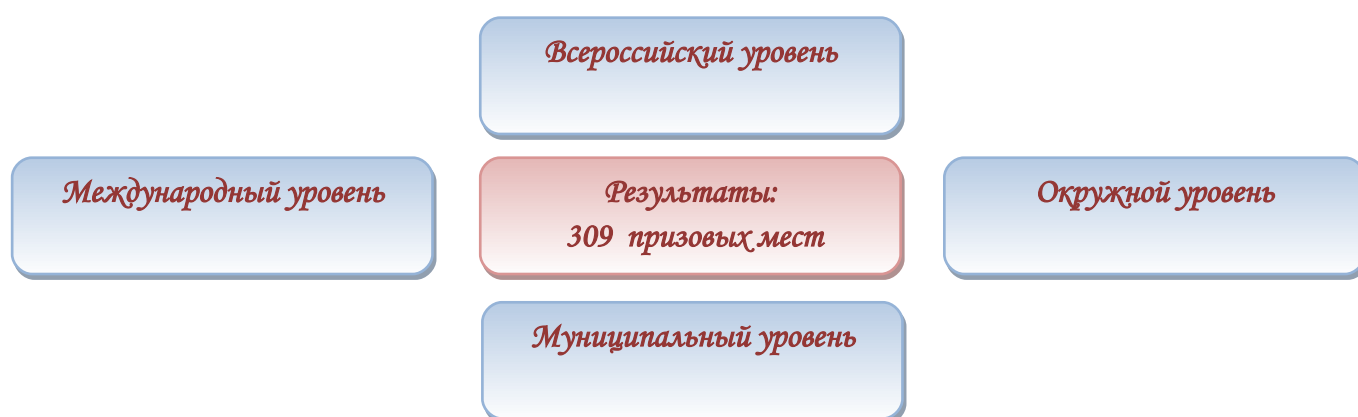 Всероссийский уровень
Международный уровень
Результаты:
309 призовых мест
Окружной уровень
Муниципальный уровень